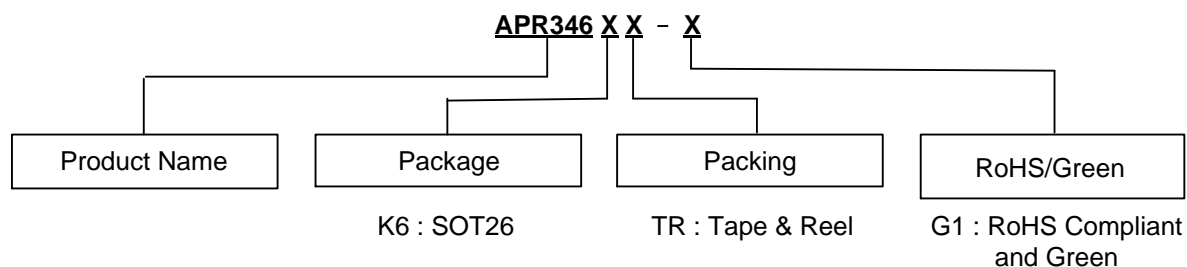 APR346 X X - X
Product Name
Package
Packing
RoHS/Green
K6 : SOT26
TR : Tape & Reel
G1 : RoHS Compliant
and Green